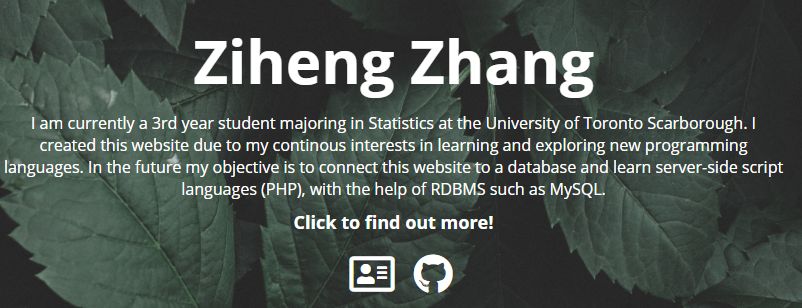 Ziheng Zhang
I am currently a 3rd year student majoring in Statistics at the University of Toronto Scarborough. I
created this website due to my continous interests in learning and exploring new programming
languages. In the future my objective is to connect this website to a database and learn server-side script
languages (PHP), with the help of RDBMS such as MySQL.
Click to find out more!